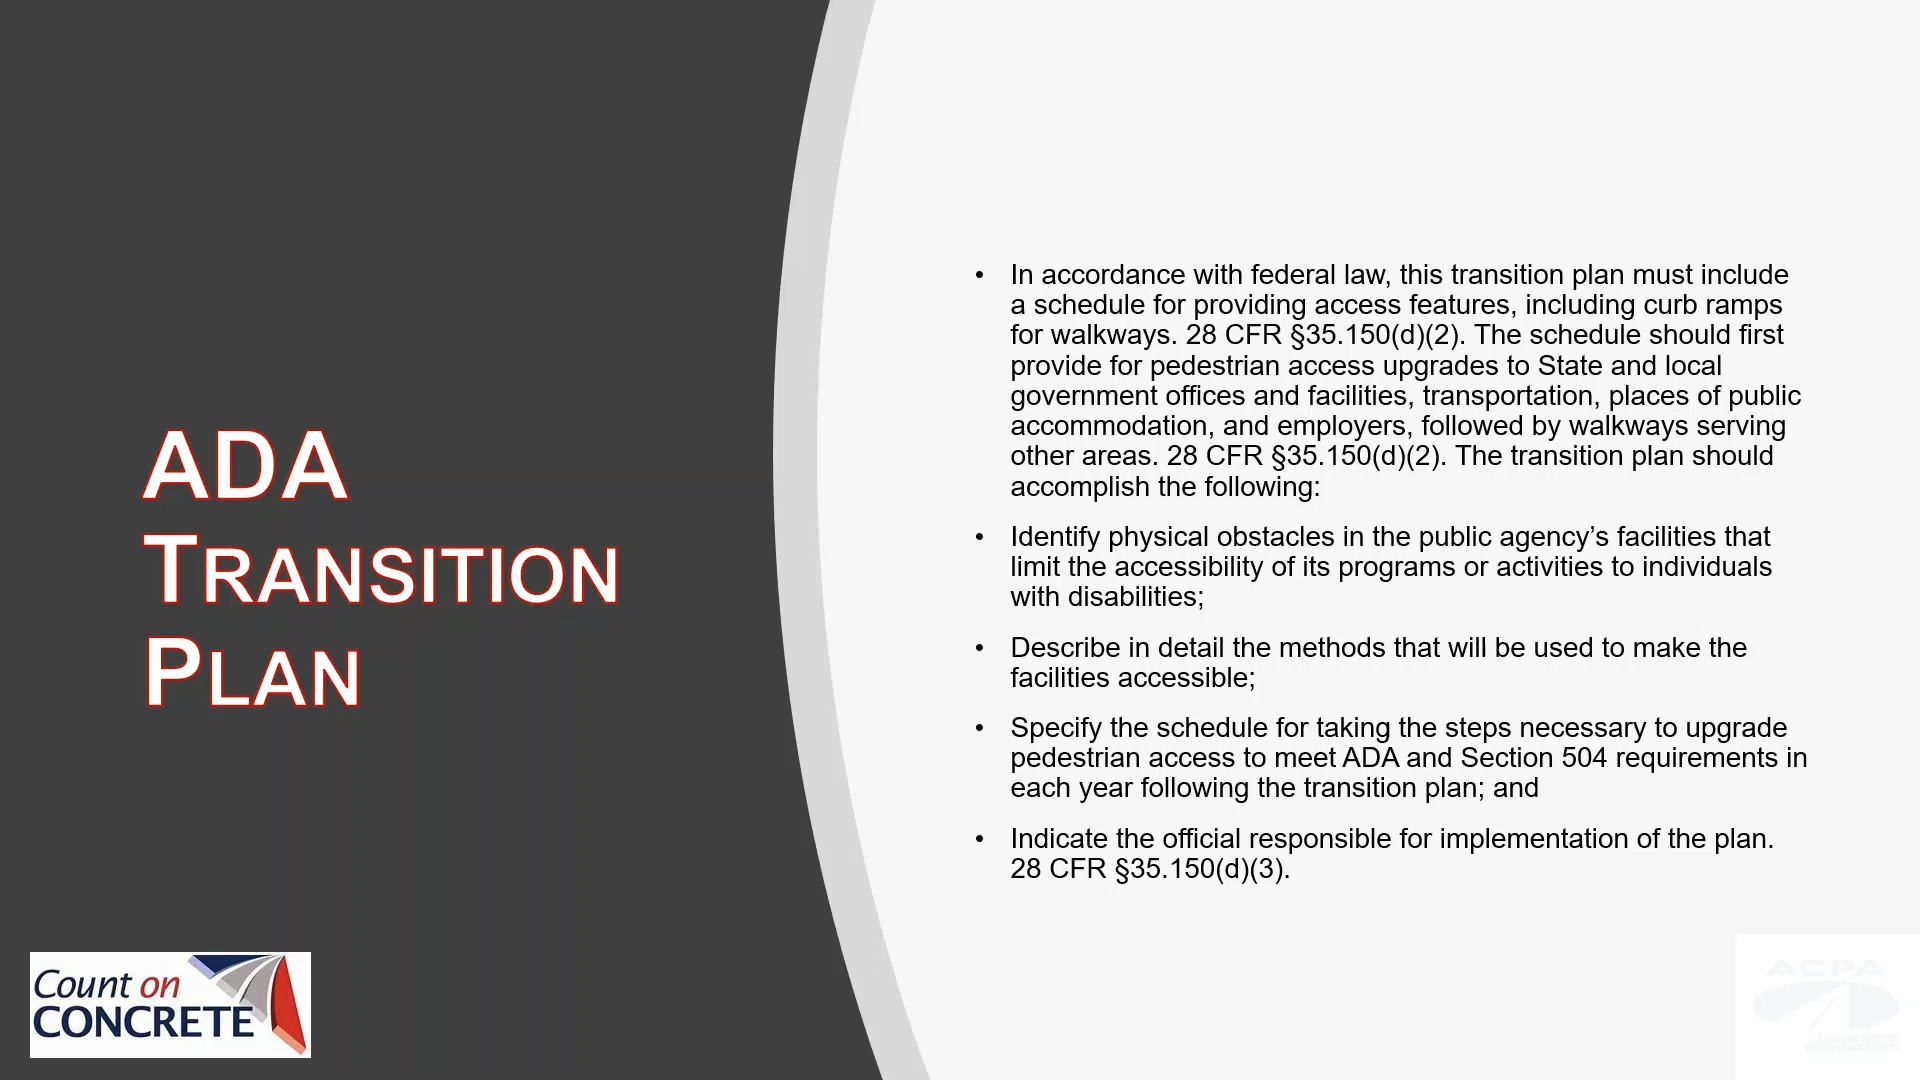 ADA
TRANSITION
PLAN
• In accordance with federal law, this transition plan must include
a schedule for providing access features, including curb ramps
for walkways. 28 CFR §35.150(d)(2). The schedule should first
provide for pedestrian access upgrades to State and local
government offices and facilities, transportation, places of public
accommodation, and employers, followed by walkways serving
other areas. 28 CFR §35.150(d)(2). The transition plan should
accomplish the following:
• Identify physical obstacles in the public agency’s facilities that
limit the accessibility of its programs or activities to individuals
with disabilities;
• Describe in detail the methods that will be used to make the
facilities accessible;
• Specify the schedule for taking the steps necessary to upgrade
pedestrian access to meet ADA and Section 504 requirements in
each year following the transition plan; and
• Indicate the official responsible for implementation of the plan.
28 CFR §35.150(d)(3).
Count on
CONCRETE
ACPA